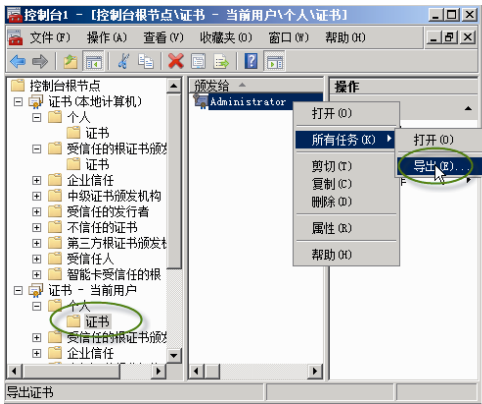 控制台1 - [控制台根节点\证书 - 当前用户\个人\证书]
文件(F) 操作(A) 查看(V) 收藏夹(O) 窗口(W) 帮助(H)
控制台根节点
证书(本地计算机)
个人
证书
受信任的根证书颁发
证书
企业信任
中级证书颁发机构
受信任的发行者
不信任的证书
第三方根证书颁发机
受信任人
智能卡受信任的根
证书 - 当前用户
个人
证书
受信任的根证书颁发
企业信任
颁发给
Administrator
操作
打开(O)
所有任务(K)
剪切(T)
复制(C)
删除(D)
属性(R)
帮助(H)
打开(O)
导出(E)...
导出证书